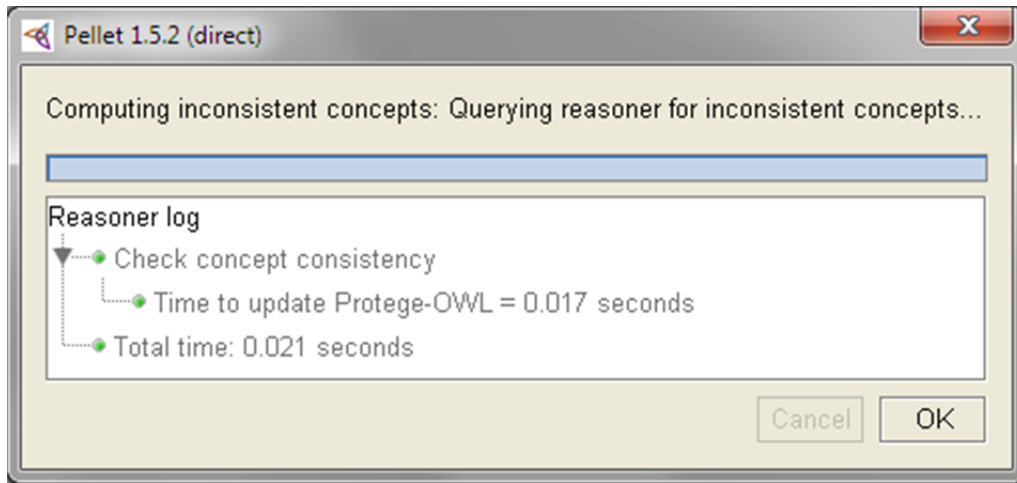 Pellet 1.5.2 (direct)
Computing inconsistent concepts: Querying reasoner for inconsistent concepts...
Reasoner log
Check concept consistency
Time to update Protege-OWL = 0.017 seconds
Total time: 0.021 seconds
Cancel OK